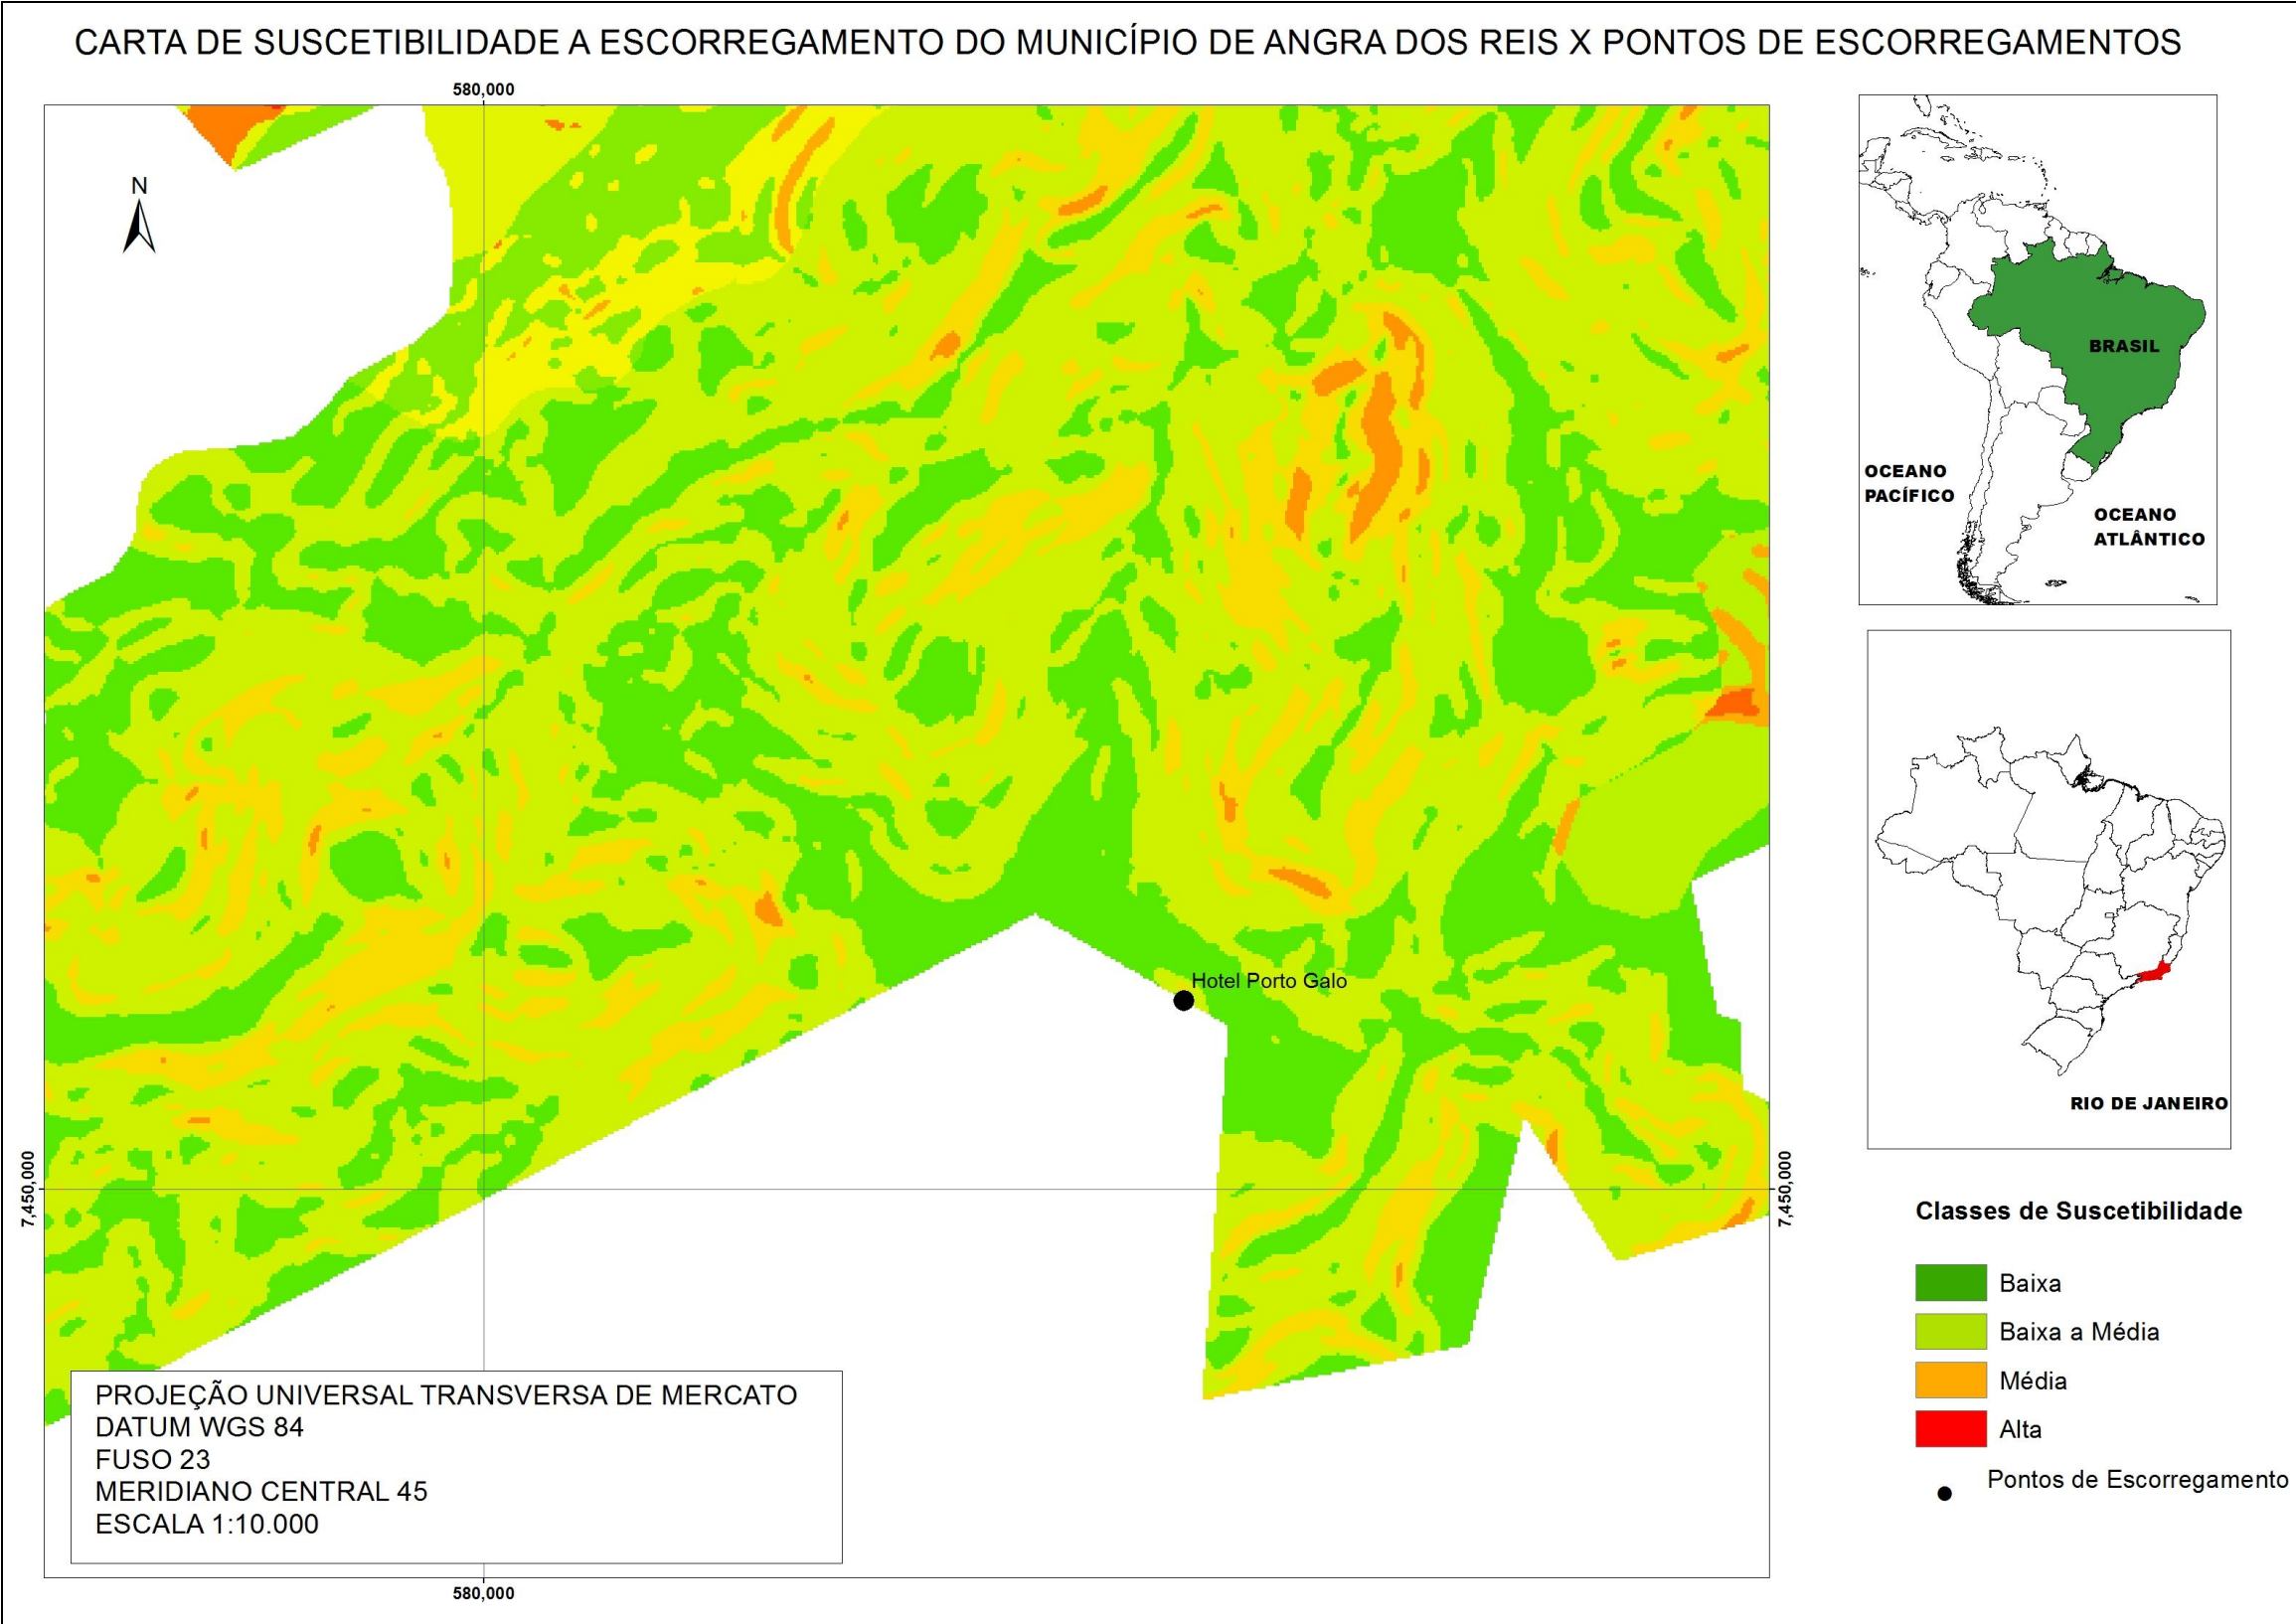 CARTA DE SUSCETIBILIDADE A ESCORREGAMENTO DO MUNICÍPIO DE ANGRA DOS REIS X PONTOS DE ESCORREGAMENTOS
580,000
N
BRASIL
OCEANO
PACÍFICO
OCEANO
ATLÂNTICO
Hotel Porto Galo
RIO DE JANEIRO
7,450,000
7,450,000
Classes de Suscetibilidade
Baixa
Baixa a Média
Média
Alta
Pontos de Escorregamento
PROJEÇÃO UNIVERSAL TRANSVERSA DE MERCATO
DATUM WGS 84
FUSO 23
MERIDIANO CENTRAL 45
ESCALA 1:10.000
580,000